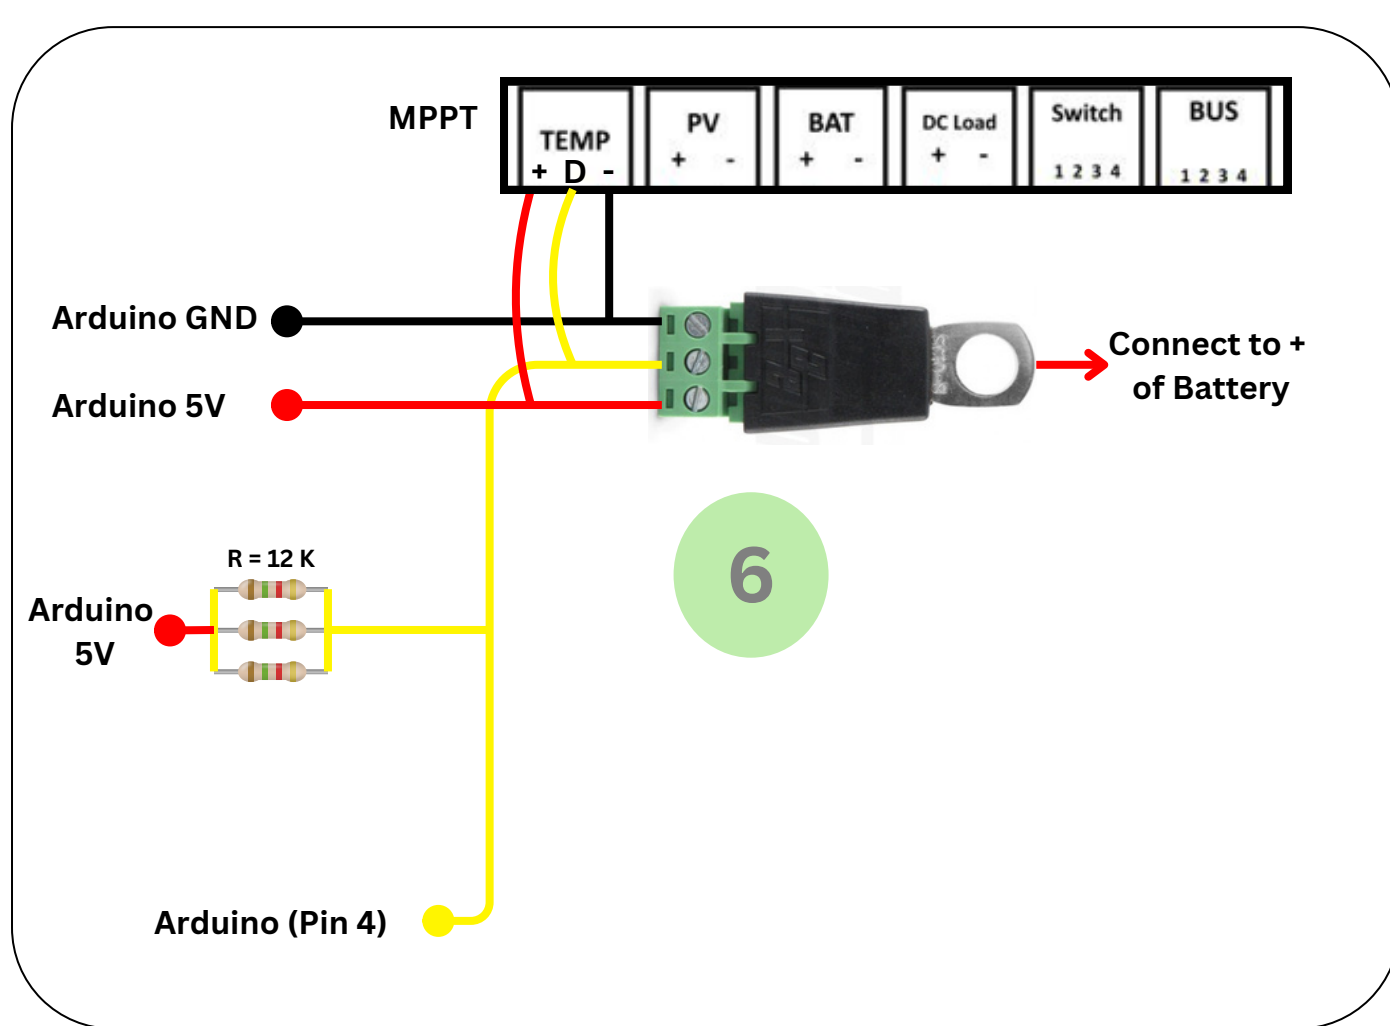 MPPT
TEMP
+ D -
PV
+ -
BAT
+ -
DC Load
+ -
Switch
1 2 3 4
BUS
1 2 3 4
Arduino GND
Connect to +
of Battery
Arduino 5V
6
R = 12 K
Arduino
5V
Arduino (Pin 4)